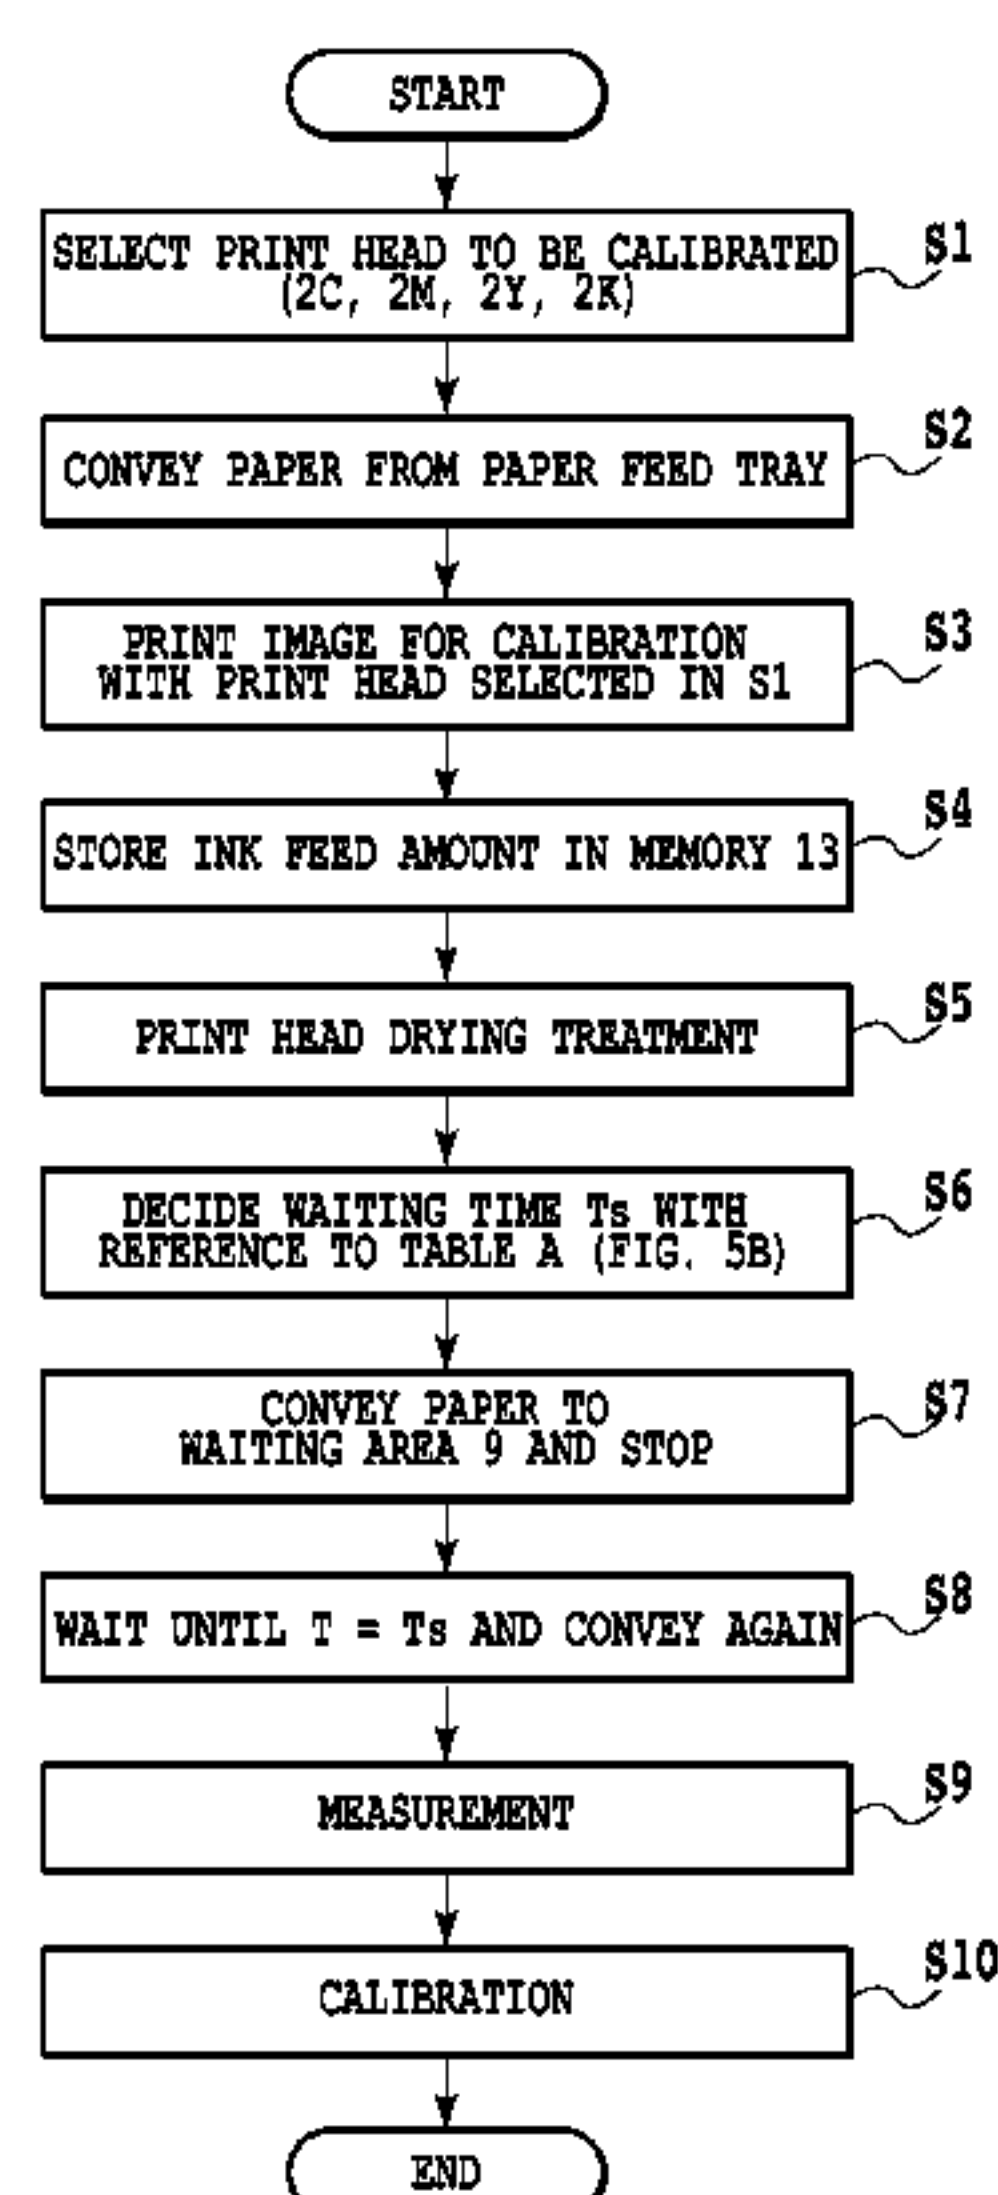 START
SELECT PRINT HEAD TO BE CALIBRATED
(2C, 2M, 2Y, 2K)
S1
CONVEY PAPER FROM PAPER FEED TRAY
S2
PRINT IMAGE FOR CALIBRATION
WITH PRINT HEAD SELECTED IN S1
S3
STORE INK FEED AMOUNT IN MEMORY 13
S4
PRINT HEAD DRYING TREATMENT
S5
DECIDE WAITING TIME Ts WITH
REFERENCE TO TABLE A (FIG. 5B)
S6
CONVEY PAPER TO
WAITING AREA 9 AND STOP
S7
WAIT UNTIL T = Ts AND CONVEY AGAIN
S8
MEASUREMENT
S9
CALIBRATION
S10
END